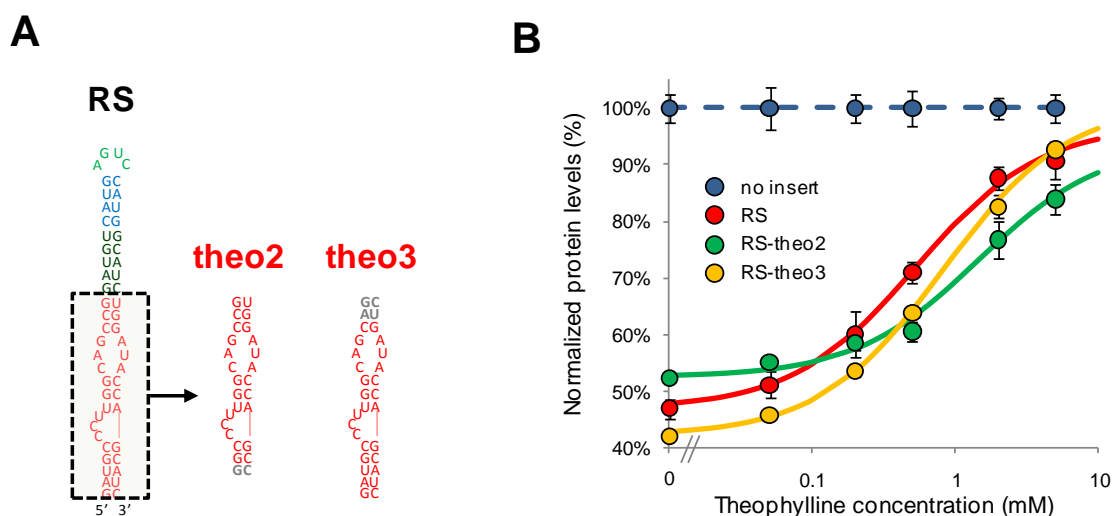 A
RS
G U
A C
GC
UA
AU
CG
UG
GC
UA
AU
GC
GU
CG
CG
G A
A U
C A
GC
GC
UA
U
C
C
CG
GC
UA
AU
GC
5’ 3’
theo2
GU
CG
CG
G A
A U
C A
GC
GC
UA
U
C
C
CG
GC
GC
theo3
GC
AU
CG
G A
A U
C A
GC
GC
UA
U
C
C
CG
GC
UA
AU
GC
B
Normalized protein levels (%)
100%
90%
80%
70%
60%
50%
40%
no insert
RS
RS-theo2
RS-theo3
0 0.1 1 10
Theophylline concentration (mM)